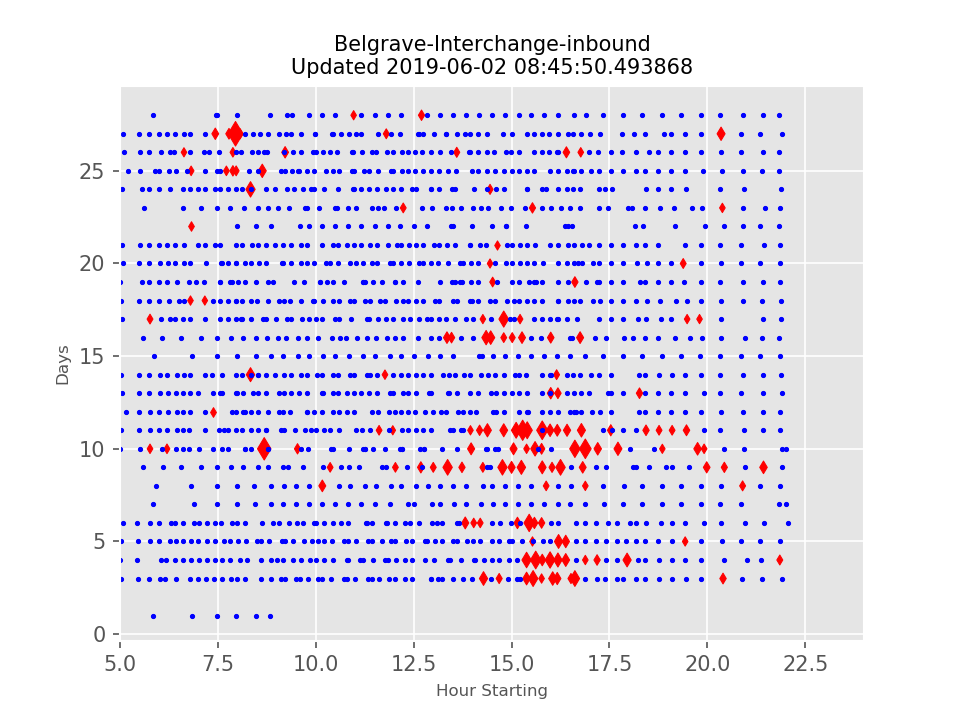 Belgrave-Interchange-inbound
Updated 2019-06-02 08:45:50.493868
25
20
15
10
5
0
Days
5.0 7.5 10.0 12.5 15.0 17.5 20.0 22.5
Hour Starting